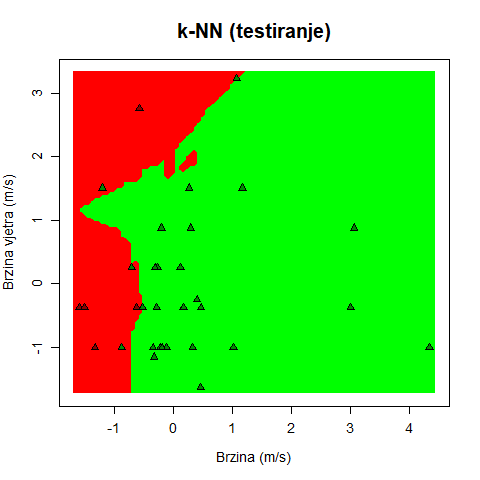 k-NN (testiranje)
Brzina vjetra (m/s)
3
2
1
0
-1
-1 0 1 2 3 4
Brzina (m/s)